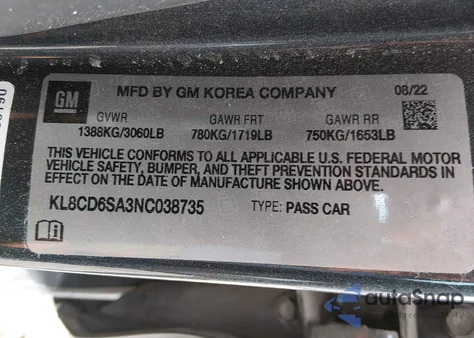 GM
MFD BY GM KOREA COMPANY 08/22
GVWR GAWR FRT GAWR RR
1388KG/3060LB 780KG/1719LB 750KG/1653LB
THIS VEHICLE CONFORMS TO ALL APPLICABLE U.S. FEDERAL MOTOR
VEHICLE SAFETY, BUMPER, AND THEFT PREVENTION STANDARDS IN
EFFECT ON THE DATE OF MANUFACTURE SHOWN ABOVE.
KL8CD6SA3NC038735 TYPE: PASS CAR
autoSnap